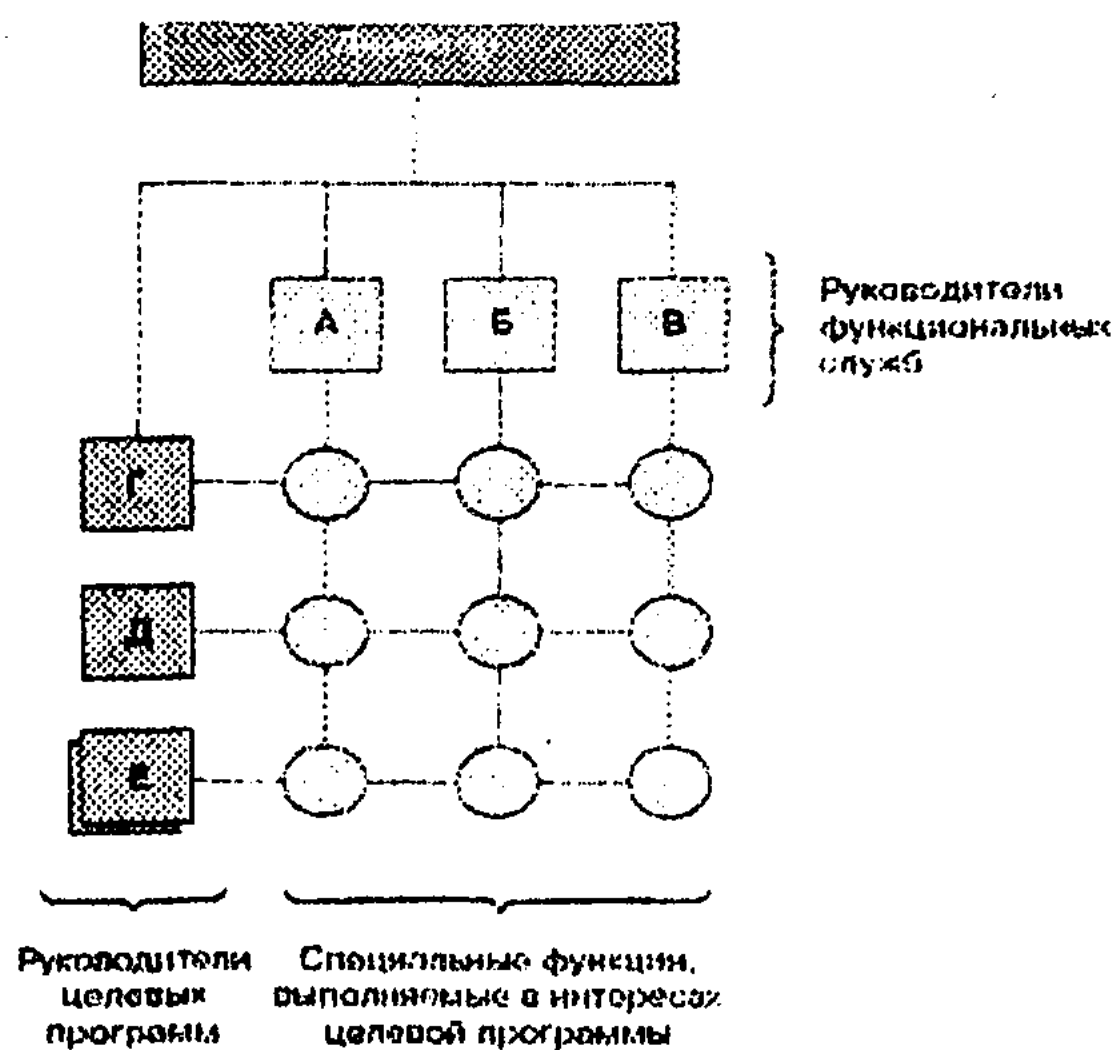 А
Б
В
Руководители
функциональных
служб
Г
Д
Е
Руководители
целевых
программ
Специальные функции,
выполняемые в интересах
целевой программы